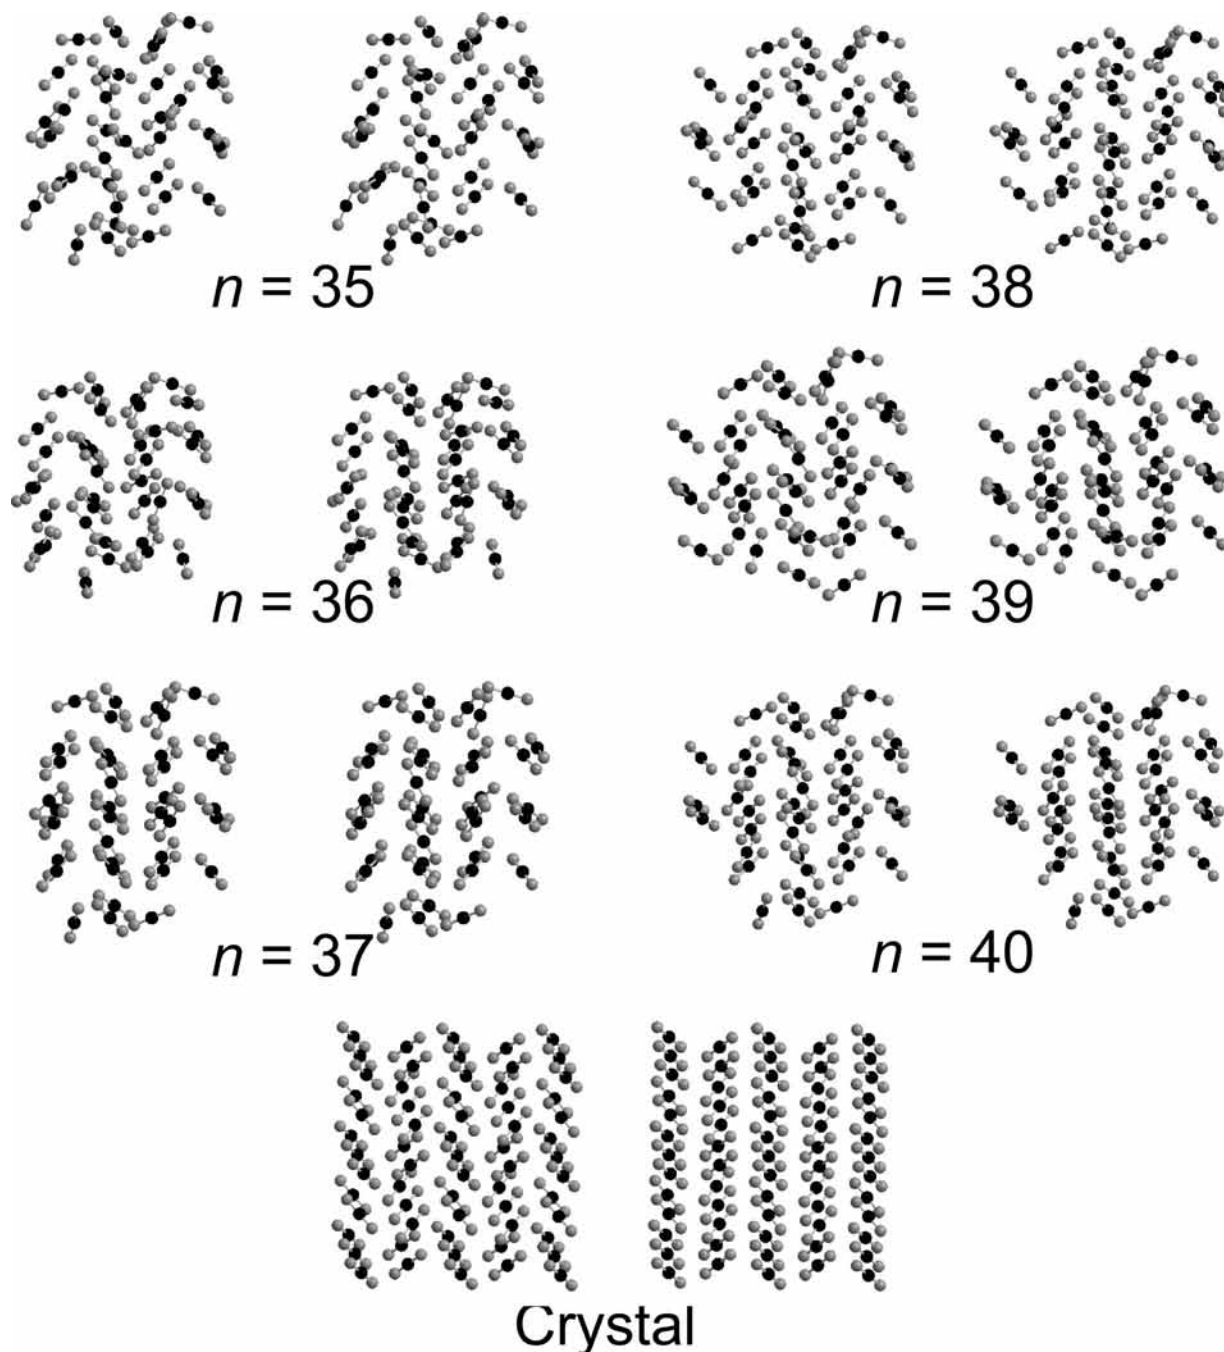 n = 35
n = 38
n = 36
n = 39
n = 37
n = 40
Crystal